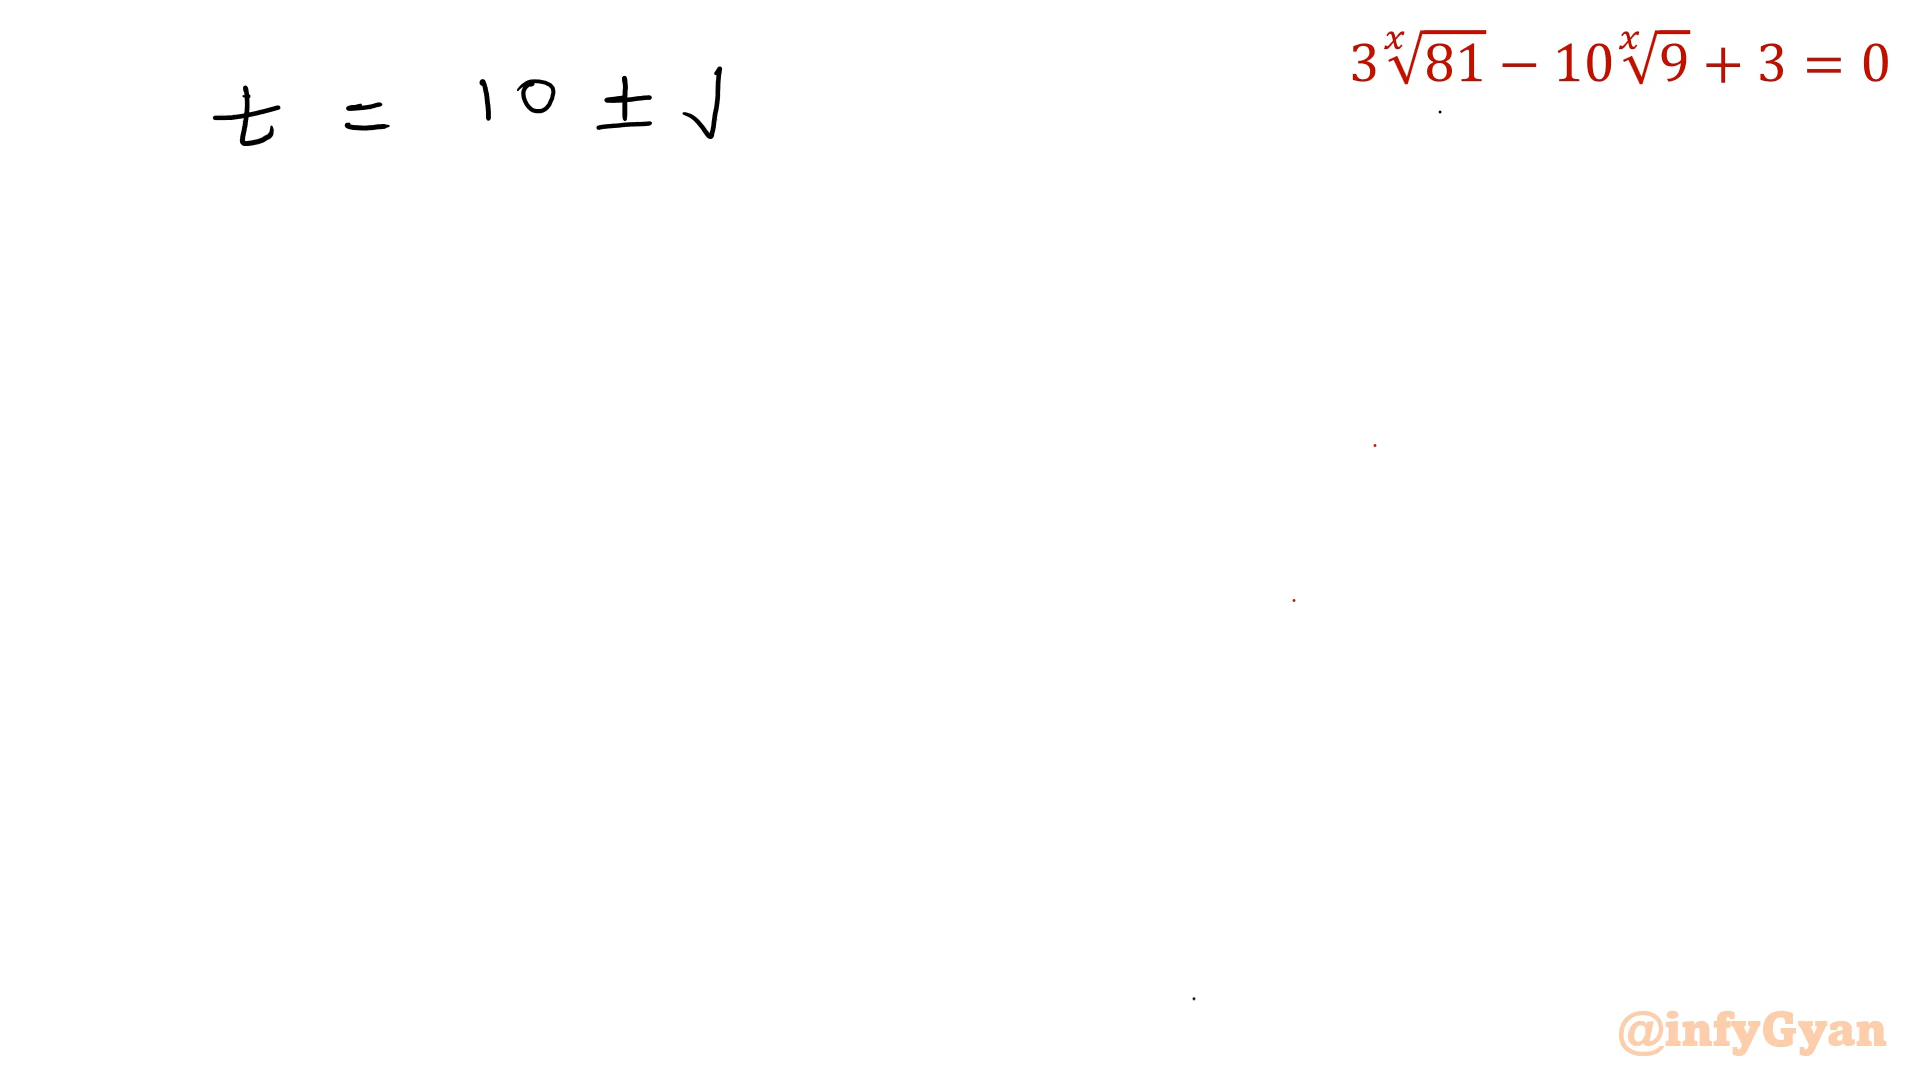 3 ˣ√81 − 10 ˣ√9 + 3 = 0
t = 10 ± √
@infyGyan